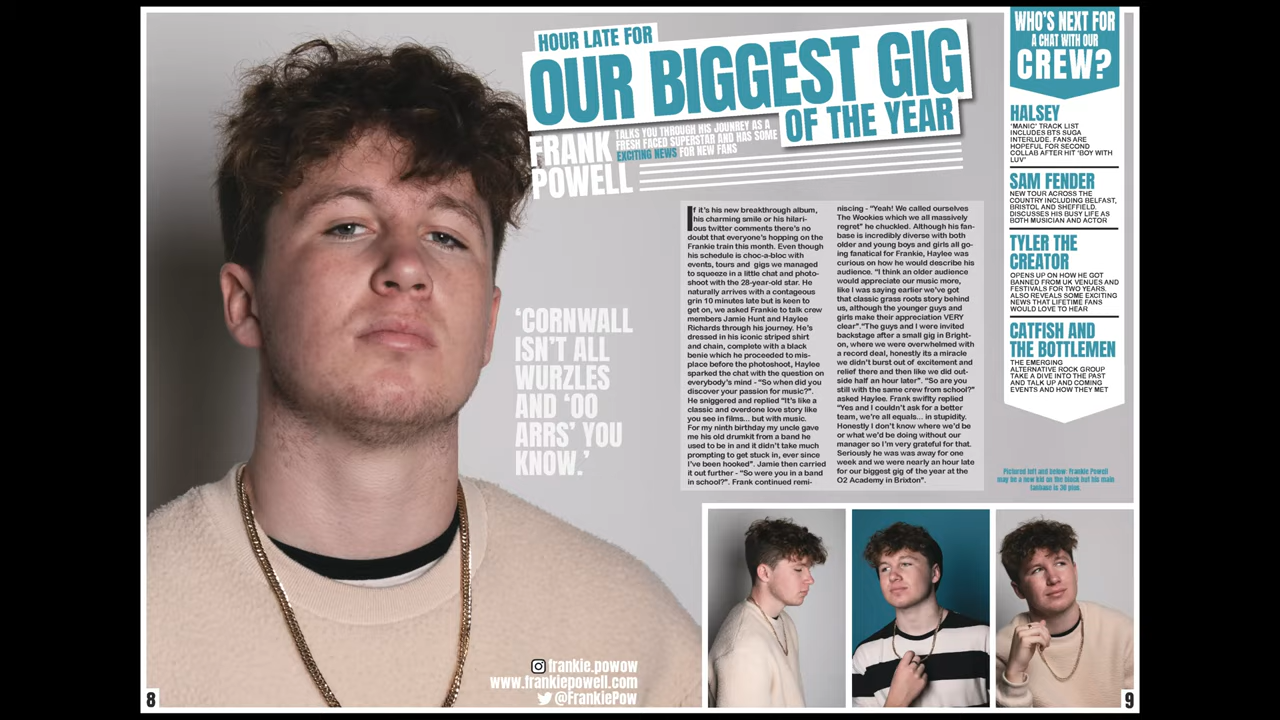 HOUR LATE FOR
OUR BIGGEST GIG
OF THE YEAR
FRANK
POWELL
TALKS YOU THROUGH HIS JOUNREY AS A
FRESH FACED SUPERSTAR AND HAS SOME
EXCITING NEWS FOR NEW FANS
'CORNWALL
ISN'T ALL
WURZLES
AND 'OO
ARRS' YOU
KNOW.'
If it's his new breakthrough album,
his charming smile or his hilari-
ous twitter comments there's no
doubt that everyone's hopping on the
Frankie train this month. Even though
his schedule is choc-a-bloc with
events, tours and gigs we managed
to squeeze in a little chat and photo-
shoot with the 28-year-old star. He
naturally arrives with a contageous
grin 10 minutes late but is keen to
get on, we asked Frankie to talk crew
members Jamie Hunt and Haylee
Richards through his journey. He's
dressed in his iconic striped shirt
and chain, complete with a black
benie which he proceeded to mis-
place before the photoshoot, Haylee
sparked the chat with the question on
everybody's mind - "So when did you
discover your passion for music?".
He sniggered and replied "It's like a
classic and overdone love story like
you see in films... but with music.
For my ninth birthday my uncle gave
me his old drumkit from a band he
used to be in and it didn't take much
prompting to get stuck in, ever since
I've been hooked". Jamie then carried
it out further - "So were you in a band
in school?". Frank continued remi-
niscing - "Yeah! We called ourselves
The Wookies which we all massively
regret" he chuckled. Although his fan-
base is incredibly diverse with both
older and young boys and girls all go-
ing fanatical for Frankie, Haylee was
curious on how he would describe his
audience. "I think an older audience
would appreciate our music more,
like I was saying earlier we've got
that classic grass roots story behind
us, although the younger guys and
girls make their appreciation VERY
clear"."The guys and I were invited
backstage after a small gig in Bright-
on, where we were overwhelmed with
a record deal, honestly its a miracle
we didn't burst out of excitement and
relief there and then like we did out-
side half an hour later". "So are you
still with the same crew from school?"
asked Haylee. Frank swiflty replied
"Yes and I couldn't ask for a better
team, we're all equals... in stupidity.
Honestly I don't know where we'd be
or what we'd be doing without our
manager so I'm very grateful for that.
Seriously he was was away for one
week and we were nearly an hour late
for our biggest gig of the year at the
O2 Academy in Brixton".
WHO'S NEXT FOR
A CHAT WITH OUR
CREW?
HALSEY
'MANIC' TRACK LIST
INCLUDES BTS SUGA
INTERLUDE. FANS ARE
HOPEFUL FOR SECOND
COLLAB AFTER HIT 'BOY WITH
LUV'
SAM FENDER
NEW TOUR ACROSS THE
COUNTRY INCLUDING BELFAST,
BRISTOL AND SHEFFIELD.
DISCUSSES HIS BUSY LIFE AS
BOTH MUSICIAN AND ACTOR
TYLER THE
CREATOR
OPENS UP ON HOW HE GOT
BANNED FROM UK VENUES AND
FESTIVALS FOR TWO YEARS.
ALSO REVEALS SOME EXCITING
NEWS THAT LIFETIME FANS
WOULD LOVE TO HEAR
CATFISH AND
THE BOTTLEMEN
THE EMERGING
ALTERNATIVE ROCK GROUP
TAKE A DIVE INTO THE PAST
AND TALK UP AND COMING
EVENTS AND HOW THEY MET
Pictured left and below: Frankie Powell
may be a new kid on the block but his main
fanbase is 30 plus.
frankie.powow
www.frankiepowell.com
@FrankiePow
8
9